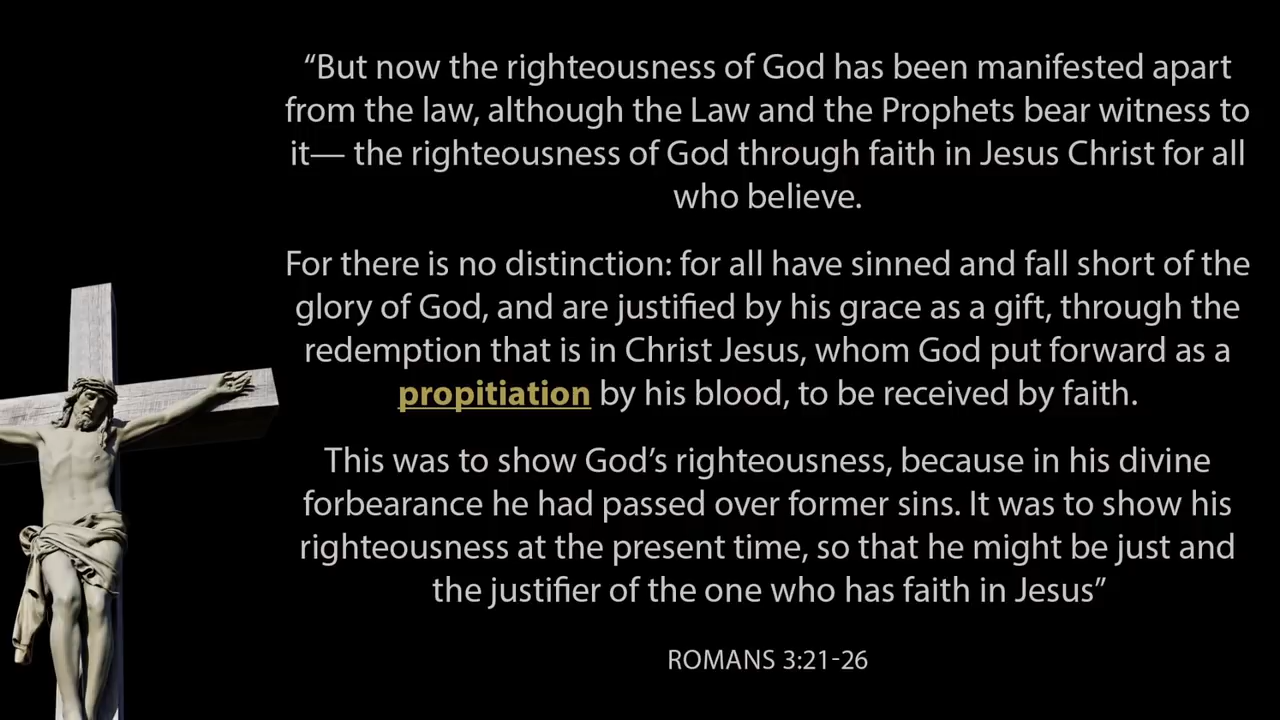 “But now the righteousness of God has been manifested apart
from the law, although the Law and the Prophets bear witness to
it— the righteousness of God through faith in Jesus Christ for all
who believe.
For there is no distinction: for all have sinned and fall short of the
glory of God, and are justified by his grace as a gift, through the
redemption that is in Christ Jesus, whom God put forward as a
propitiation by his blood, to be received by faith.
This was to show God’s righteousness, because in his divine
forbearance he had passed over former sins. It was to show his
righteousness at the present time, so that he might be just and
the justifier of the one who has faith in Jesus”
ROMANS 3:21-26